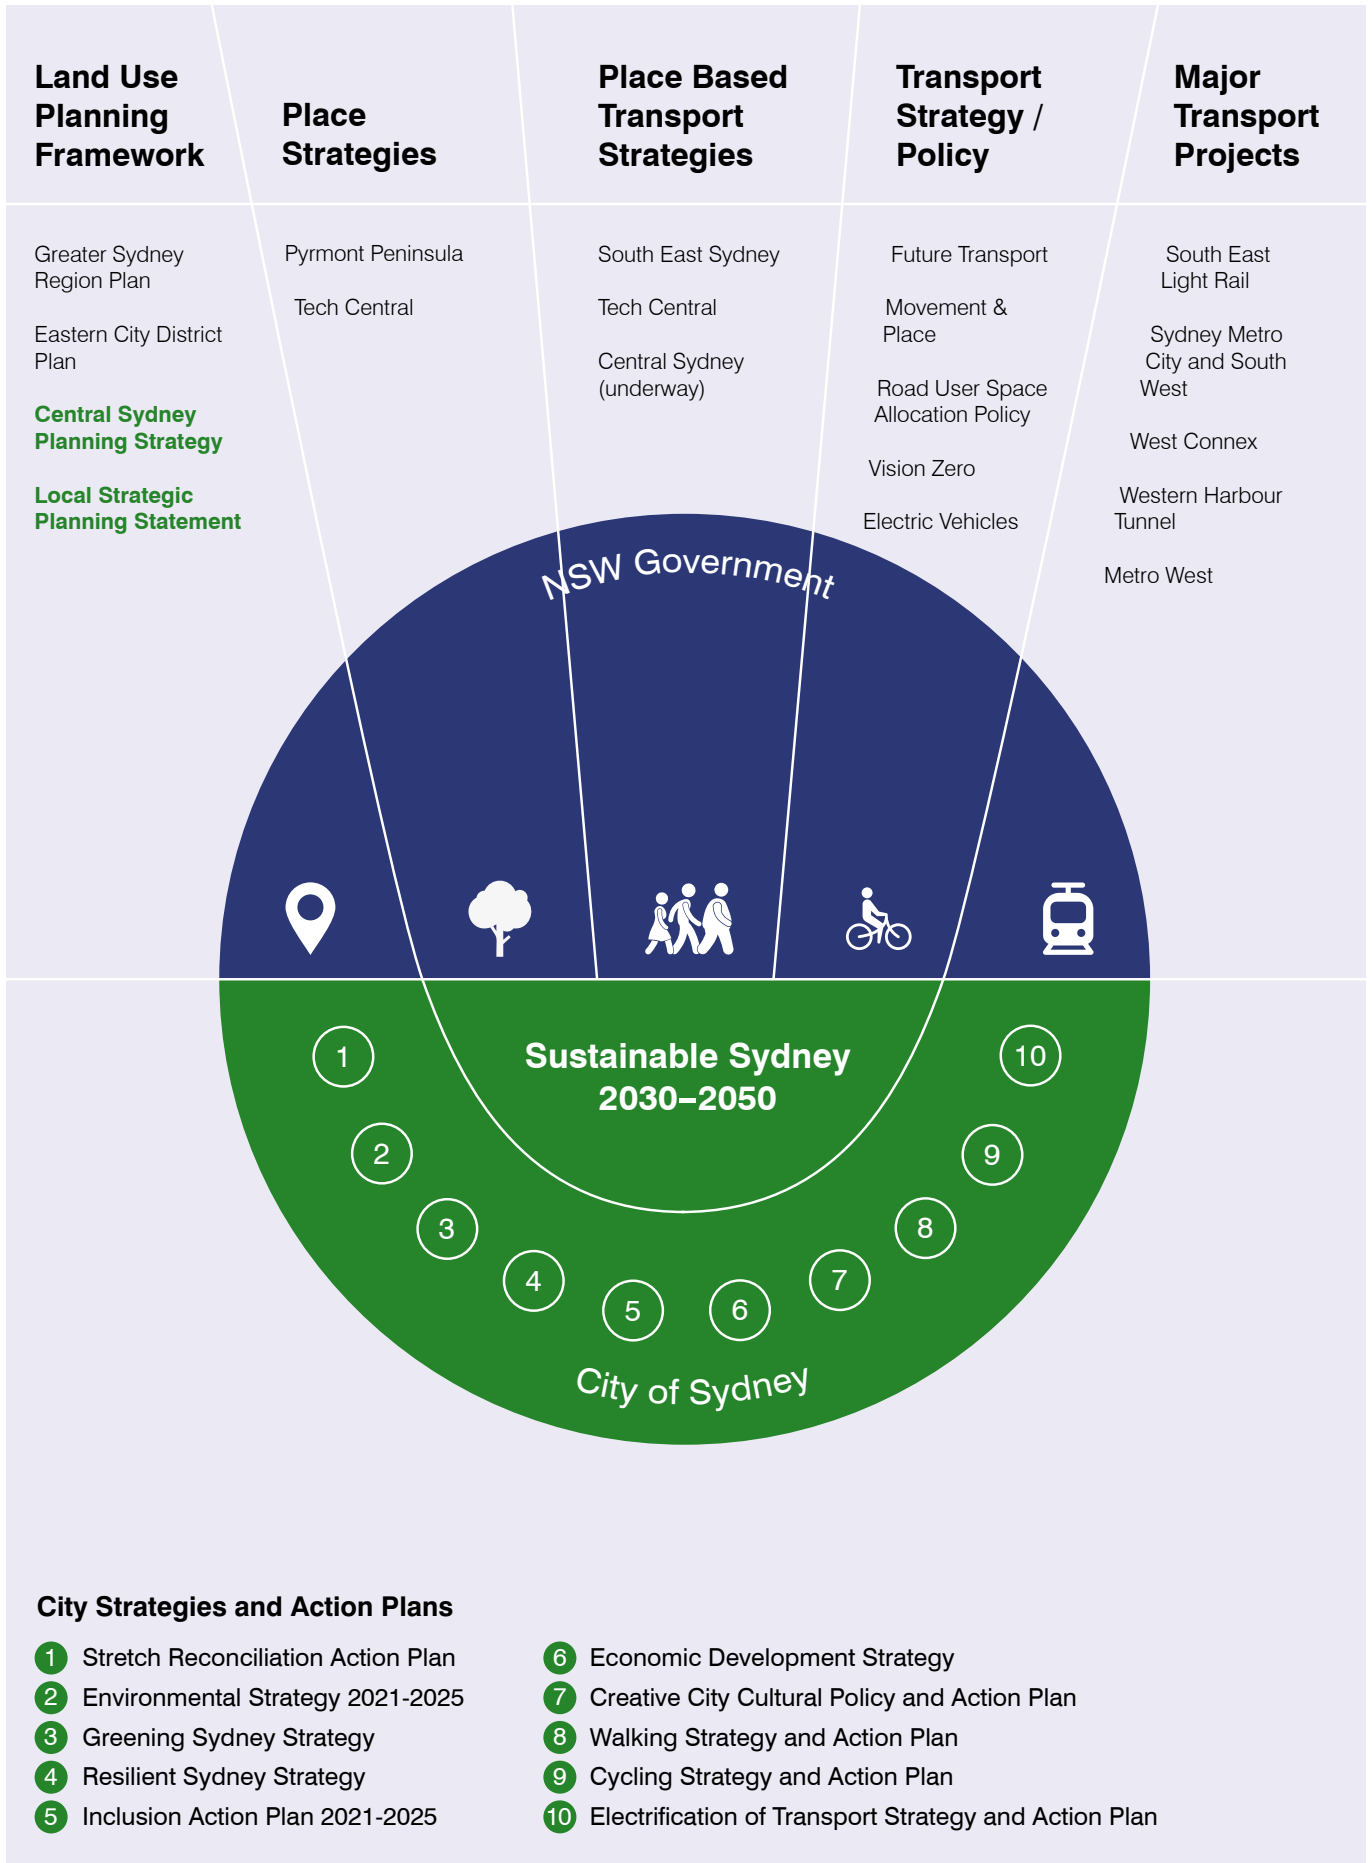 Land Use
Planning
Framework
Place
Strategies
Place Based
Transport
Strategies
Transport
Strategy /
Policy
Major
Transport
Projects
Greater Sydney
Region Plan
Eastern City District
Plan
Central Sydney
Planning Strategy
Local Strategic
Planning Statement
Pyrmont Peninsula
Tech Central
South East Sydney
Tech Central
Central Sydney
(underway)
Future Transport
Movement &
Place
Road User Space
Allocation Policy
Vision Zero
Electric Vehicles
South East
Light Rail
Sydney Metro
City and South
West
West Connex
Western Harbour
Tunnel
Metro West
NSW Government
Sustainable Sydney
2030–2050
1
2
3
4
5
6
7
8
9
10
City of Sydney
City Strategies and Action Plans
1 Stretch Reconciliation Action Plan
2 Environmental Strategy 2021-2025
3 Greening Sydney Strategy
4 Resilient Sydney Strategy
5 Inclusion Action Plan 2021-2025
6 Economic Development Strategy
7 Creative City Cultural Policy and Action Plan
8 Walking Strategy and Action Plan
9 Cycling Strategy and Action Plan
10 Electrification of Transport Strategy and Action Plan